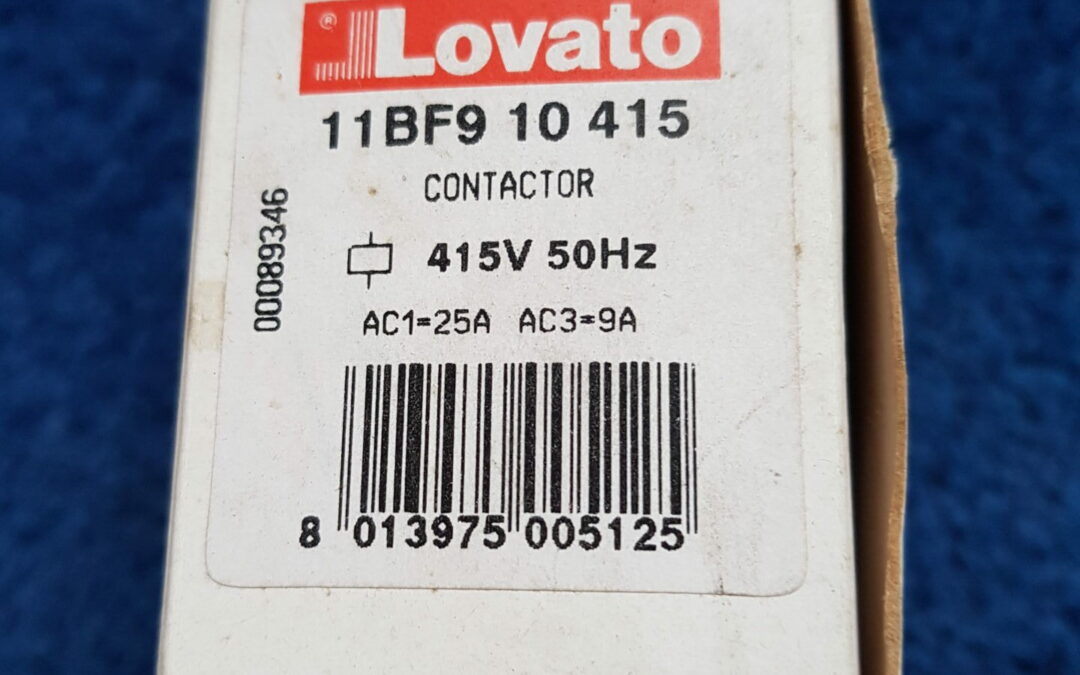 Lovato
11BF9 10 415
CONTACTOR
00089346
415V 50Hz
AC1=25A AC3=9A
8 013975 005125